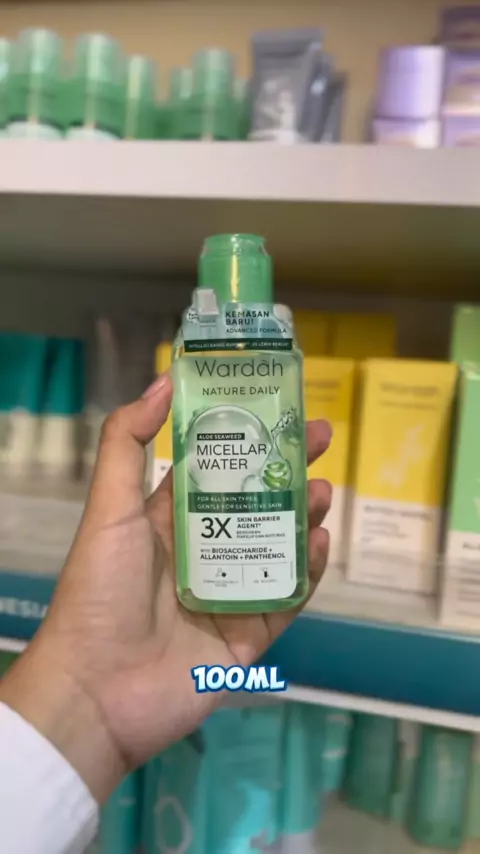 KEMASAN
BARU!
ADVANCED FORMULA
Wardah
NATURE DAILY
ALOE SEAWEED
MICELLAR
WATER
FOR ALL SKIN TYPES
GENTLE FOR SENSITIVE SKIN
3X
SKIN BARRIER
AGENT*
WITH BIOSACCHARIDE +
ALLANTOIN + PANTHENOL
NESIA
100ML